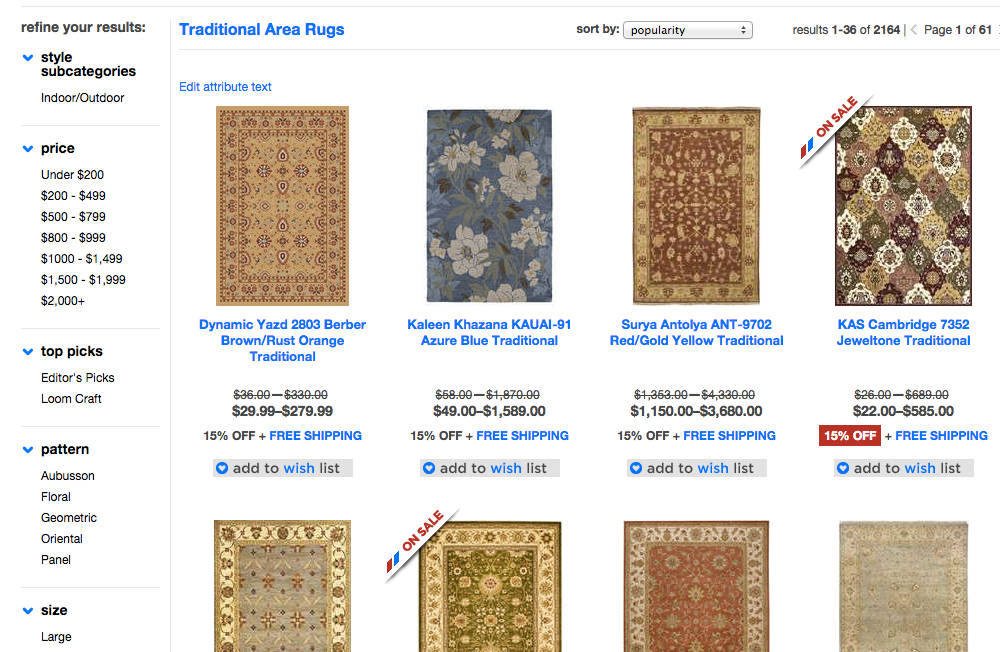 refine your results:
Traditional Area Rugs
sort by: popularity
results 1-36 of 2164 | < Page 1 of 61
style
subcategories
Indoor/Outdoor
price
Under $200
$200 - $499
$500 - $799
$800 - $999
$1000 - $1,499
$1,500 - $1,999
$2,000+
top picks
Editor's Picks
Loom Craft
pattern
Aubusson
Floral
Geometric
Oriental
Panel
size
Large
Edit attribute text
ON SALE
Dynamic Yazd 2803 Berber
Brown/Rust Orange
Traditional
$36.00 — $330.00
$29.99–$279.99
15% OFF + FREE SHIPPING
add to wish list
Kaleen Khazana KAUAI-91
Azure Blue Traditional
$58.00 — $1,870.00
$49.00–$1,589.00
15% OFF + FREE SHIPPING
add to wish list
Surya Antolya ANT-9702
Red/Gold Yellow Traditional
$1,353.00 — $4,330.00
$1,150.00–$3,680.00
15% OFF + FREE SHIPPING
add to wish list
KAS Cambridge 7352
Jeweltone Traditional
$26.00 — $689.00
$22.00–$585.00
15% OFF + FREE SHIPPING
add to wish list
ON SALE